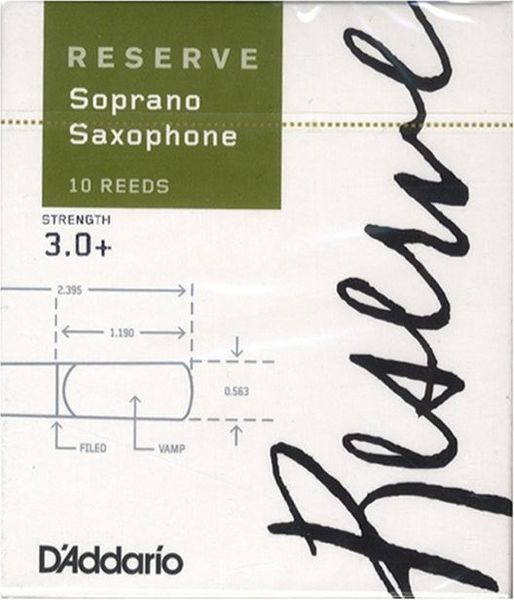 RESERVE
Soprano
Saxophone
10 REEDS
STRENGTH
3.0+
2.395
1.190
0.563
FILED
VAMP
Reserve
D'Addario